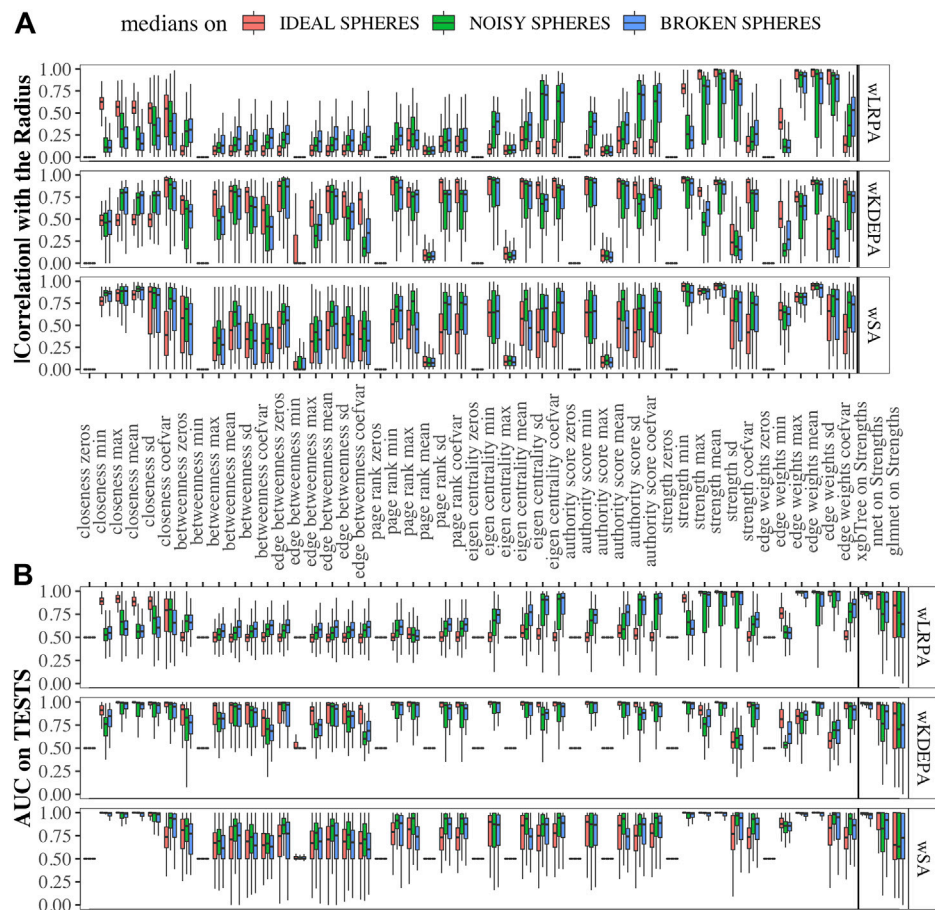 A
medians on IDEAL SPHERES NOISY SPHERES BROKEN SPHERES
|Correlationl with the Radius
1.00
0.75
0.50
0.25
0.00
wLRPA
1.00
0.75
0.50
0.25
0.00
wKDEPA
1.00
0.75
0.50
0.25
0.00
wSA
closeness zeros
closeness min
closeness max
closeness mean
closeness sd
closeness coefvar
betweenness zeros
betweenness min
betweenness max
betweenness mean
betweenness sd
betweenness coefvar
edge betweenness zeros
edge betweenness min
edge betweenness max
edge betweenness mean
edge betweenness sd
edge betweenness coefvar
page rank zeros
page rank min
page rank max
page rank mean
page rank sd
page rank coefvar
eigen centrality zeros
eigen centrality min
eigen centrality max
eigen centrality mean
eigen centrality sd
eigen centrality coefvar
authority score zeros
authority score min
authority score max
authority score mean
authority score sd
authority score coefvar
strength zeros
strength min
strength max
strength mean
strength sd
strength coefvar
edge weights zeros
edge weights min
edge weights max
edge weights mean
edge weights sd
edge weights coefvar
xgbTree on Strengths
nnet on Strengths
glmnet on Strengths
B
AUC on TESTS
1.00
0.75
0.50
0.25
0.00
wLRPA
1.00
0.75
0.50
0.25
0.00
wKDEPA
1.00
0.75
0.50
0.25
0.00
wSA